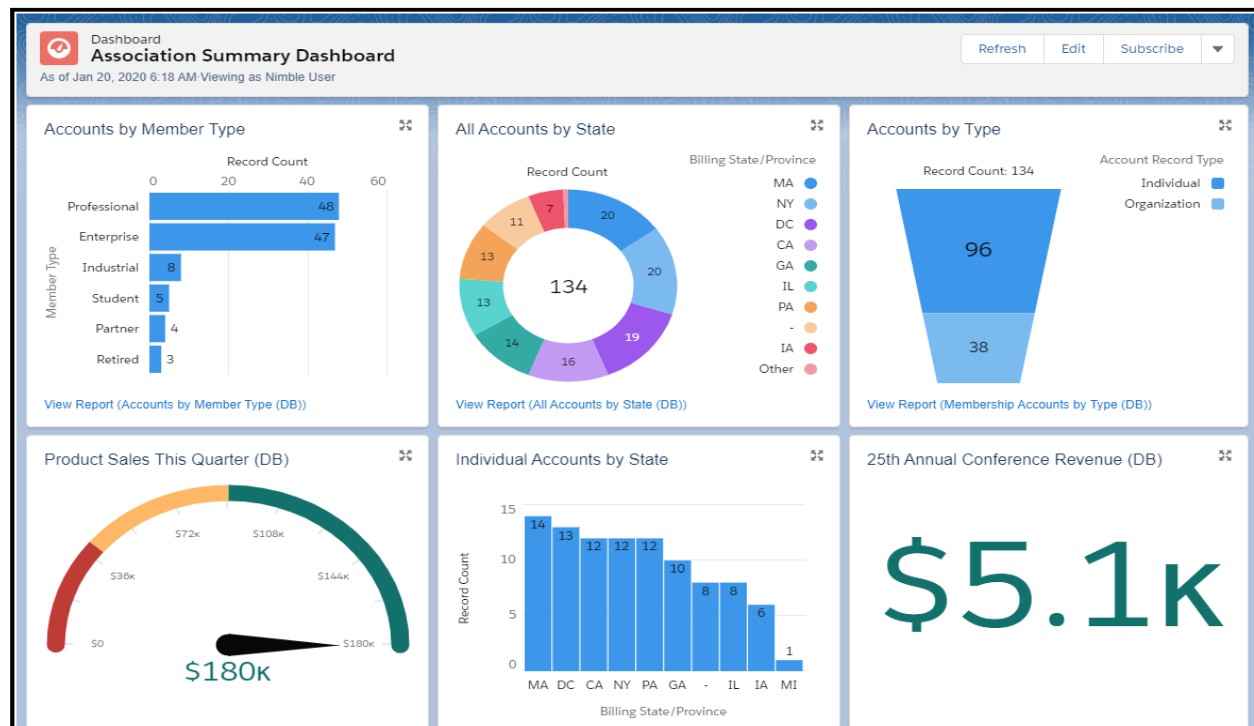 Dashboard
Association Summary Dashboard
As of Jan 20, 2020 6:18 AM·Viewing as Nimble User
Refresh
Edit
Subscribe
Accounts by Member Type
Record Count
0 20 40 60
Member Type
Professional 48
Enterprise 47
Industrial 8
Student 5
Partner 4
Retired 3
View Report (Accounts by Member Type (DB))
All Accounts by State
Record Count
20
20
19
16
14
13
13
11
7
134
Billing State/Province
MA
NY
DC
CA
GA
IL
PA
-
IA
Other
View Report (All Accounts by State (DB))
Accounts by Type
Record Count: 134
96
38
Account Record Type
Individual
Organization
View Report (Membership Accounts by Type (DB))
Product Sales This Quarter (DB)
$0
$36K
$72K
$108K
$144K
$180K
$180K
Individual Accounts by State
Record Count
15
10
5
0
14 13 12 12 12 10 8 8 6 1
MA DC CA NY PA GA - IL IA MI
Billing State/Province
25th Annual Conference Revenue (DB)
$5.1K